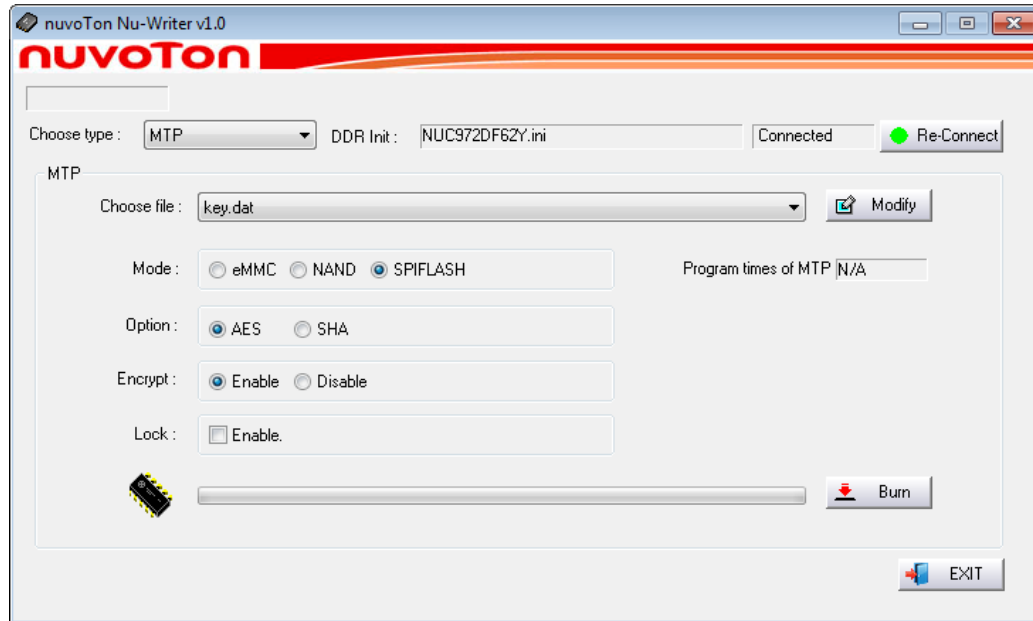 nuvoTon Nu-Writer v1.0
nuvoTon
Choose type : MTP DDR Init : NUC972DF62Y.ini Connected Re-Connect
MTP
Choose file : key.dat Modify
Mode : eMMC NAND SPIFLASH Program times of MTP N/A
Option : AES SHA
Encrypt : Enable Disable
Lock : Enable.
Burn
EXIT